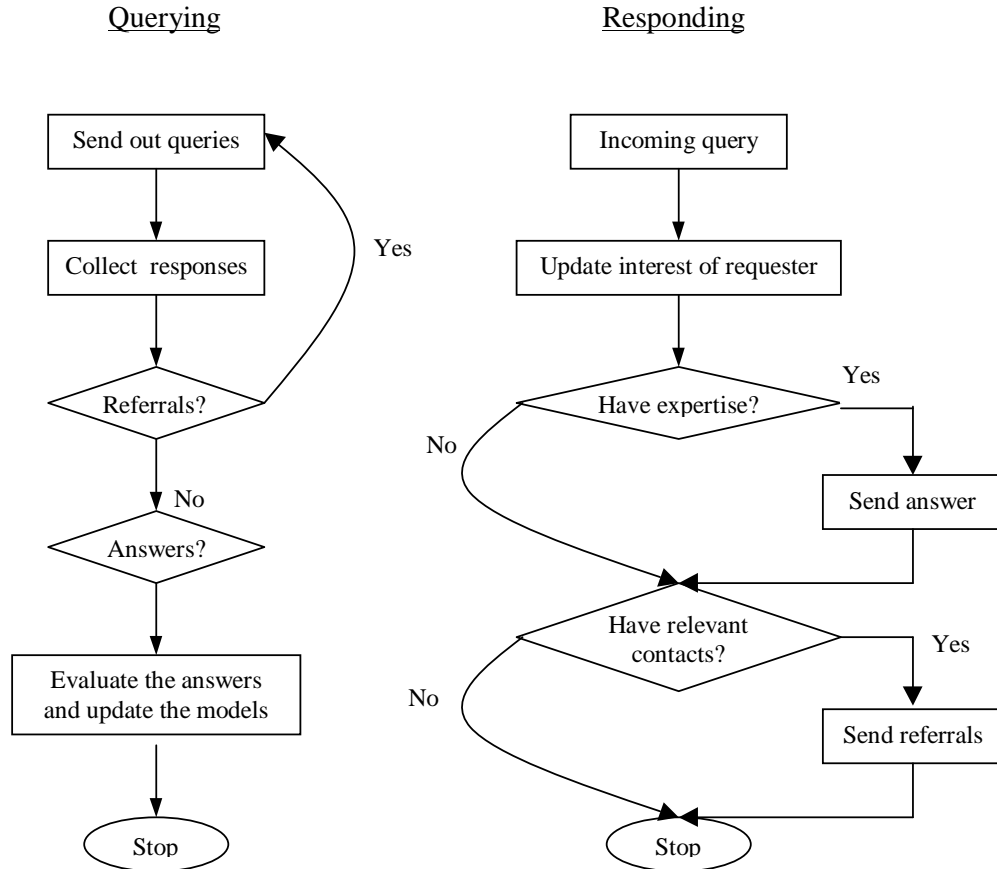 Querying
Send out queries
Collect responses
Yes
Referrals?
No
Answers?
Evaluate the answers
and update the models
Stop
Responding
Incoming query
Update interest of requester
Have expertise?
Yes
No
Send answer
Have relevant
contacts?
Yes
No
Send referrals
Stop